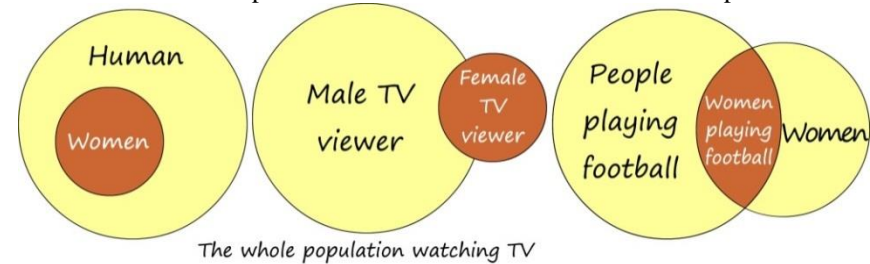 Human
Women
Male TV
viewer
Female
TV
viewer
People
playing
football
Women
playing
football
Women
The whole population watching TV